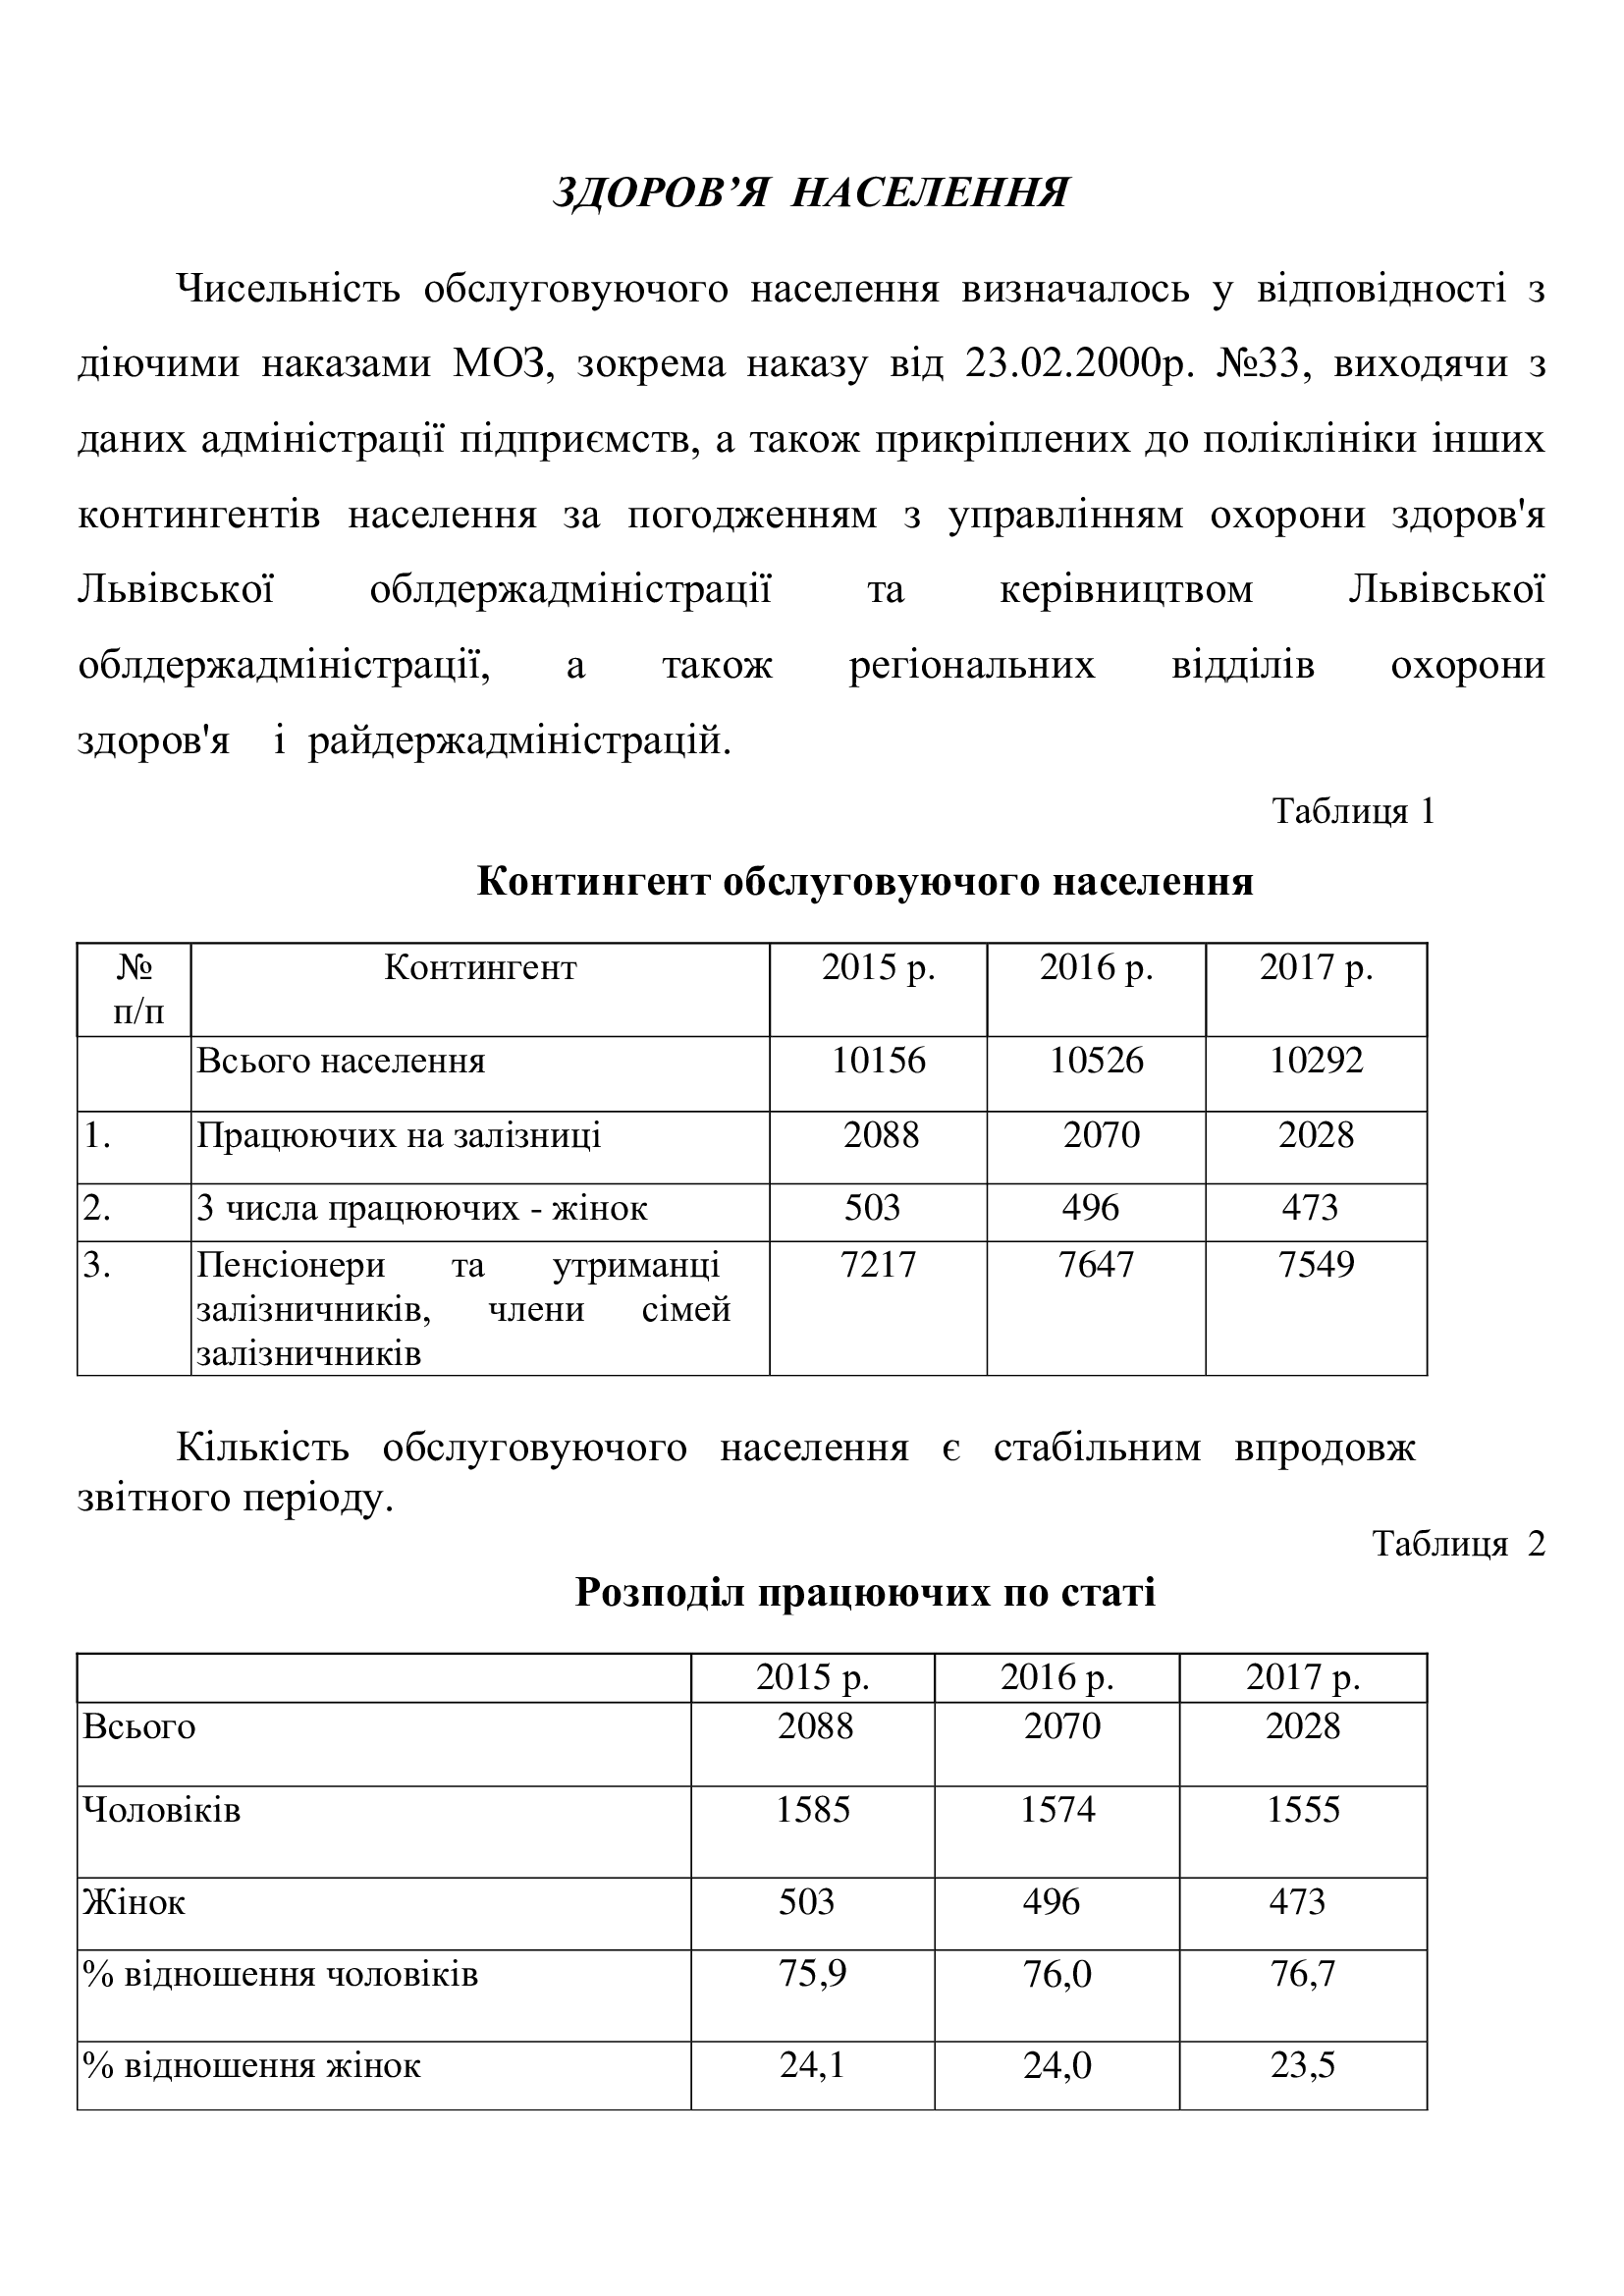 ЗДОРОВ’Я НАСЕЛЕННЯ
Чисельність обслуговуючого населення визначалось у відповідності з
діючими наказами МОЗ, зокрема наказу від 23.02.2000р. №33, виходячи з
даних адміністрації підприємств, а також прикріплених до поліклініки інших
контингентів населення за погодженням з управлінням охорони здоров'я
Львівської облдержадміністрації та керівництвом Львівської
облдержадміністрації, а також регіональних відділів охорони
здоров'я і райдержадміністрацій.
Таблиця 1
Контингент обслуговуючого населення
№ Контингент 2015 р. 2016 р. 2017 р.
п/п
Всього населення 10156 10526 10292
1. Працюючих на залізниці 2088 2070 2028
2. З числа працюючих - жінок 503 496 473
3. Пенсіонери та утриманці 7217 7647 7549
залізничників, члени сімей
залізничників
Кількість обслуговуючого населення є стабільним впродовж
звітного періоду.
Таблиця 2
Розподіл працюючих по статі
2015 р. 2016 р. 2017 р.
Всього 2088 2070 2028
Чоловіків 1585 1574 1555
Жінок 503 496 473
% відношення чоловіків 75,9 76,0 76,7
% відношення жінок 24,1 24,0 23,5